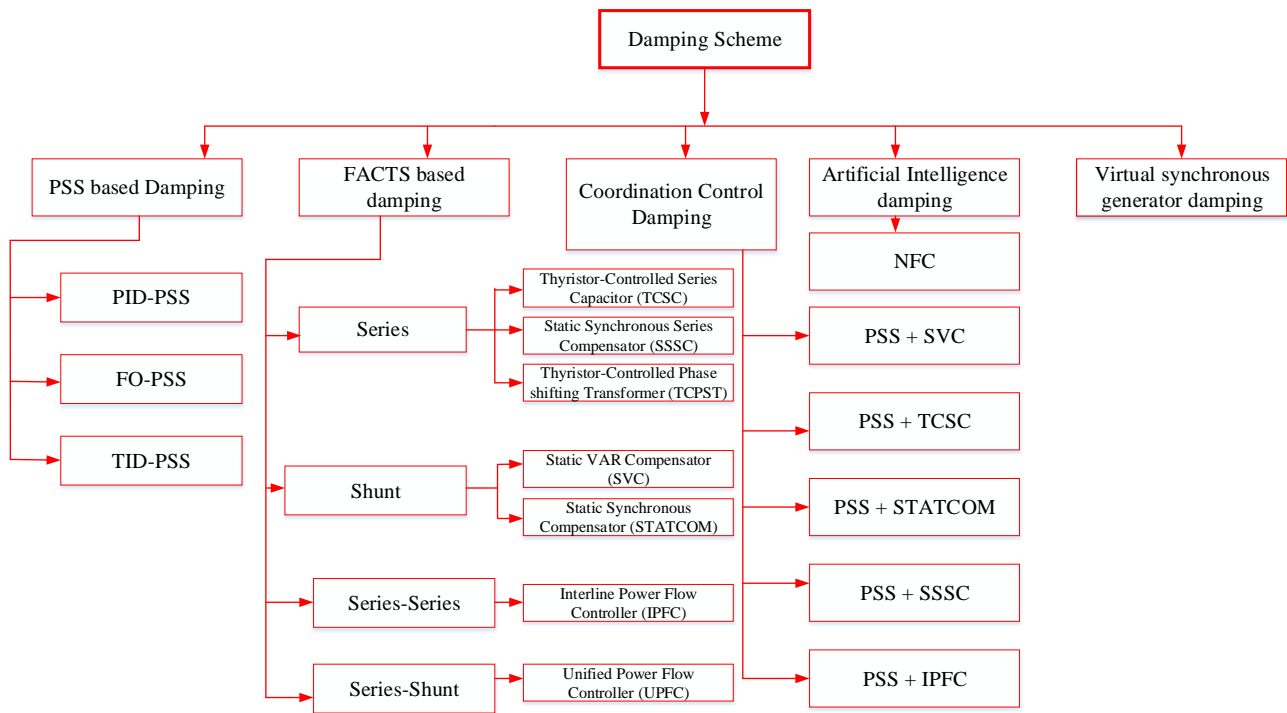 Damping Scheme
PSS based Damping
PID-PSS
FO-PSS
TID-PSS
FACTS based
damping
Series
Thyristor-Controlled Series
Capacitor (TCSC)
Static Synchronous Series
Compensator (SSSC)
Thyristor-Controlled Phase
shifting Transformer (TCPST)
Shunt
Static VAR Compensator
(SVC)
Static Synchronous
Compensator (STATCOM)
Series-Series
Interline Power Flow
Controller (IPFC)
Series-Shunt
Unified Power Flow
Controller (UPFC)
Coordination Control
Damping
PSS + SVC
PSS + TCSC
PSS + STATCOM
PSS + SSSC
PSS + IPFC
Artificial Intelligence
damping
NFC
Virtual synchronous
generator damping